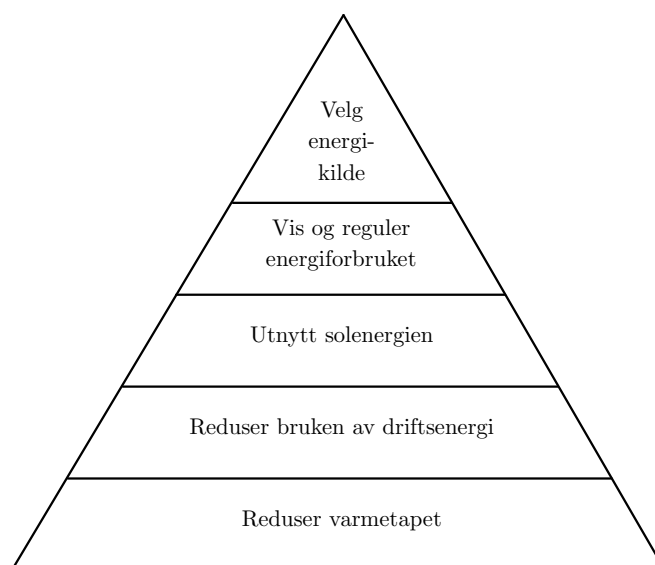 Velg
energi-
kilde
Vis og reguler
energiforbruket
Utnytt solenergien
Reduser bruken av driftsenergi
Reduser varmetapet